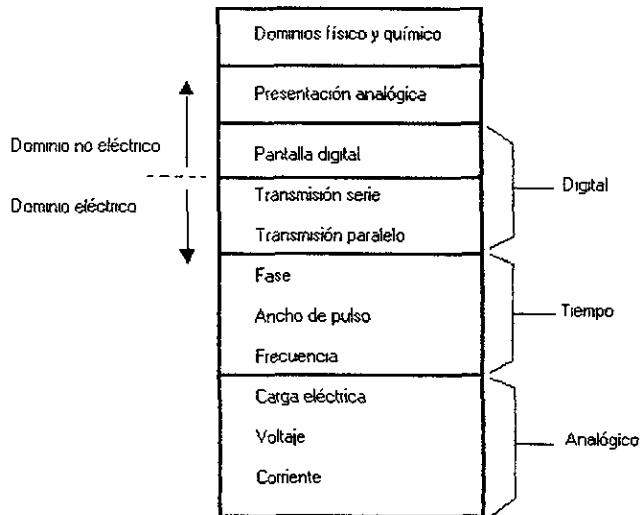 Dominios físico y químico
Presentación analógica
Dominio no eléctrico
Pantalla digital
Digital
Dominio eléctrico
Transmisión serie
Transmisión paralelo
Fase
Ancho de pulso
Tiempo
Frecuencia
Carga eléctrica
Voltaje
Analógico
Corriente